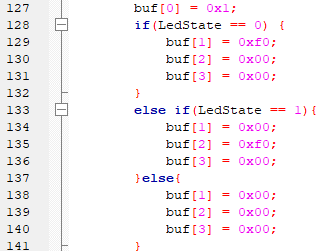 127 buf[0] = 0x1;
128 if(LedState == 0) {
129 buf[1] = 0xf0;
130 buf[2] = 0x00;
131 buf[3] = 0x00;
132 }
133 else if(LedState == 1){
134 buf[1] = 0x00;
135 buf[2] = 0xf0;
136 buf[3] = 0x00;
137 }else{
138 buf[1] = 0x00;
139 buf[2] = 0x00;
140 buf[3] = 0x00;
141 }